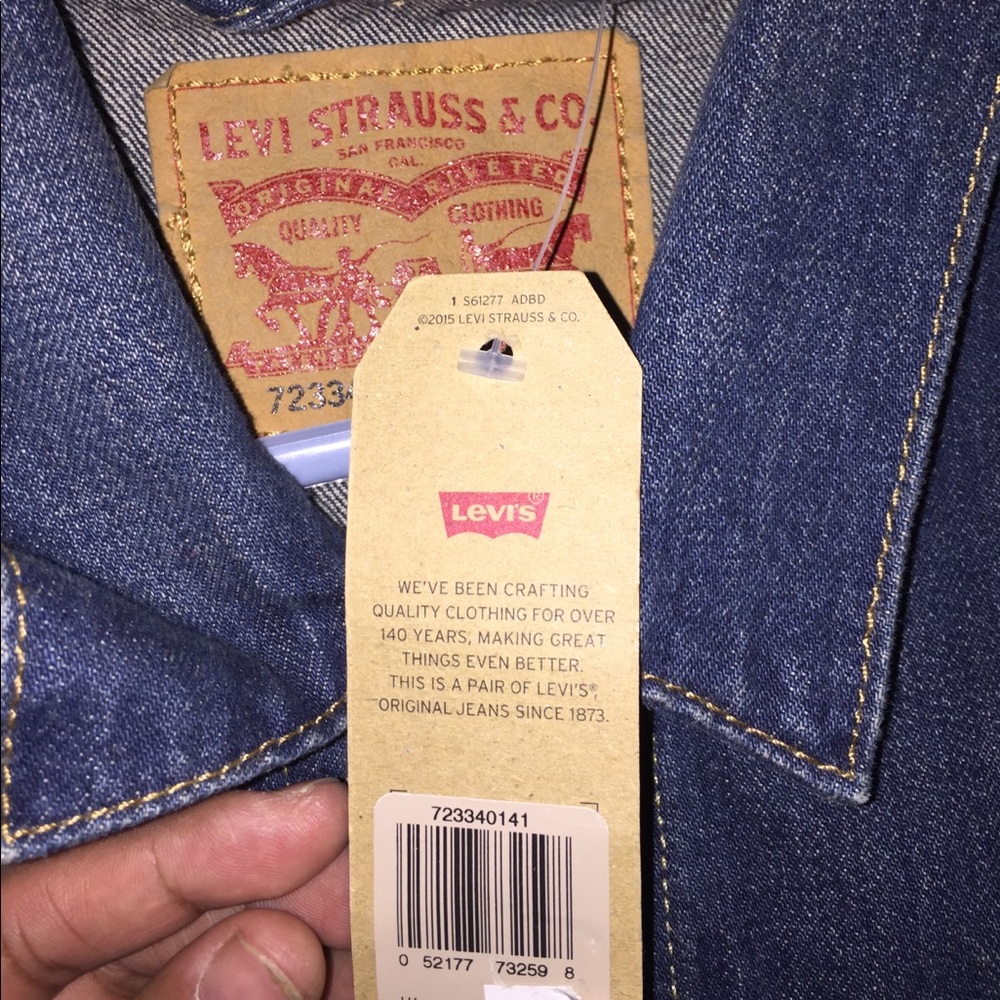 LEVI STRAUSS & CO.
SAN FRANCISCO
CAL.
ORIGINAL RIVETED
QUALITY CLOTHING
7233
1 S61277 ADBD
©2015 LEVI STRAUSS & CO.
LEVI'S®
WE'VE BEEN CRAFTING
QUALITY CLOTHING FOR OVER
140 YEARS, MAKING GREAT
THINGS EVEN BETTER.
THIS IS A PAIR OF LEVI'S®,
ORIGINAL JEANS SINCE 1873.
723340141
0 52177 73259 8